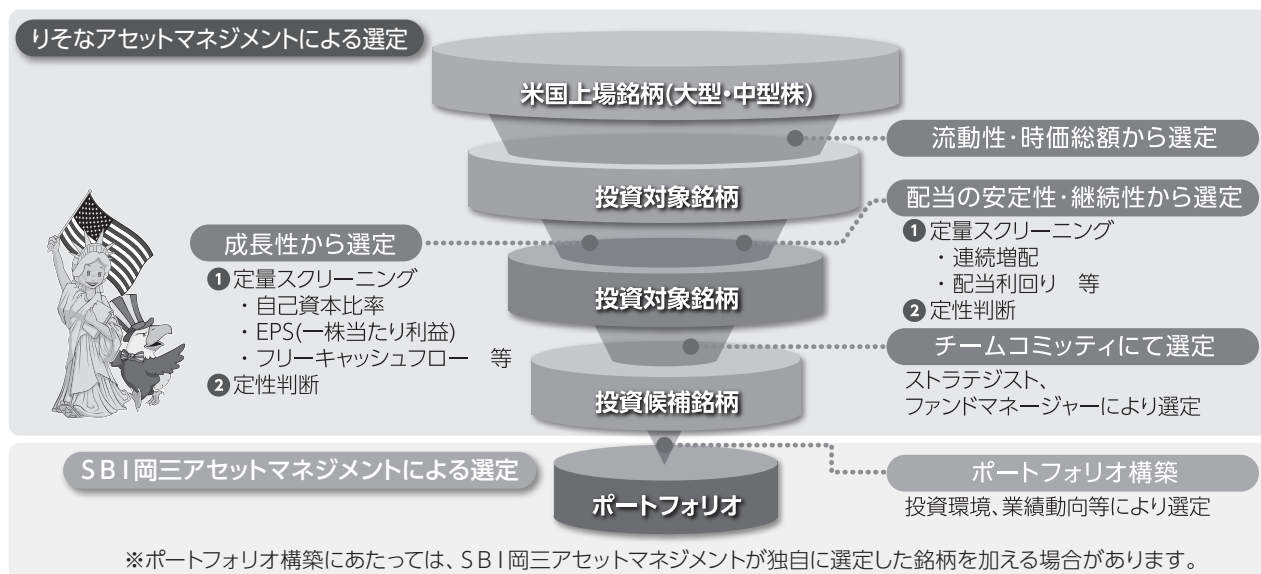 りそなアセットマネジメントによる選定
米国上場銘柄(大型・中型株)
流動性・時価総額から選定
投資対象銘柄
配当の安定性・継続性から選定
❶定量スクリーニング
・連続増配
・配当利回り 等
❷定性判断
成長性から選定
❶定量スクリーニング
・自己資本比率
・EPS(一株当たり利益)
・フリーキャッシュフロー 等
❷定性判断
投資対象銘柄
チームコミッティにて選定
ストラテジスト、
ファンドマネージャーにより選定
投資候補銘柄
SBI岡三アセットマネジメントによる選定
ポートフォリオ構築
投資環境、業績動向等により選定
ポートフォリオ
※ポートフォリオ構築にあたっては、SBI岡三アセットマネジメントが独自に選定した銘柄を加える場合があります。